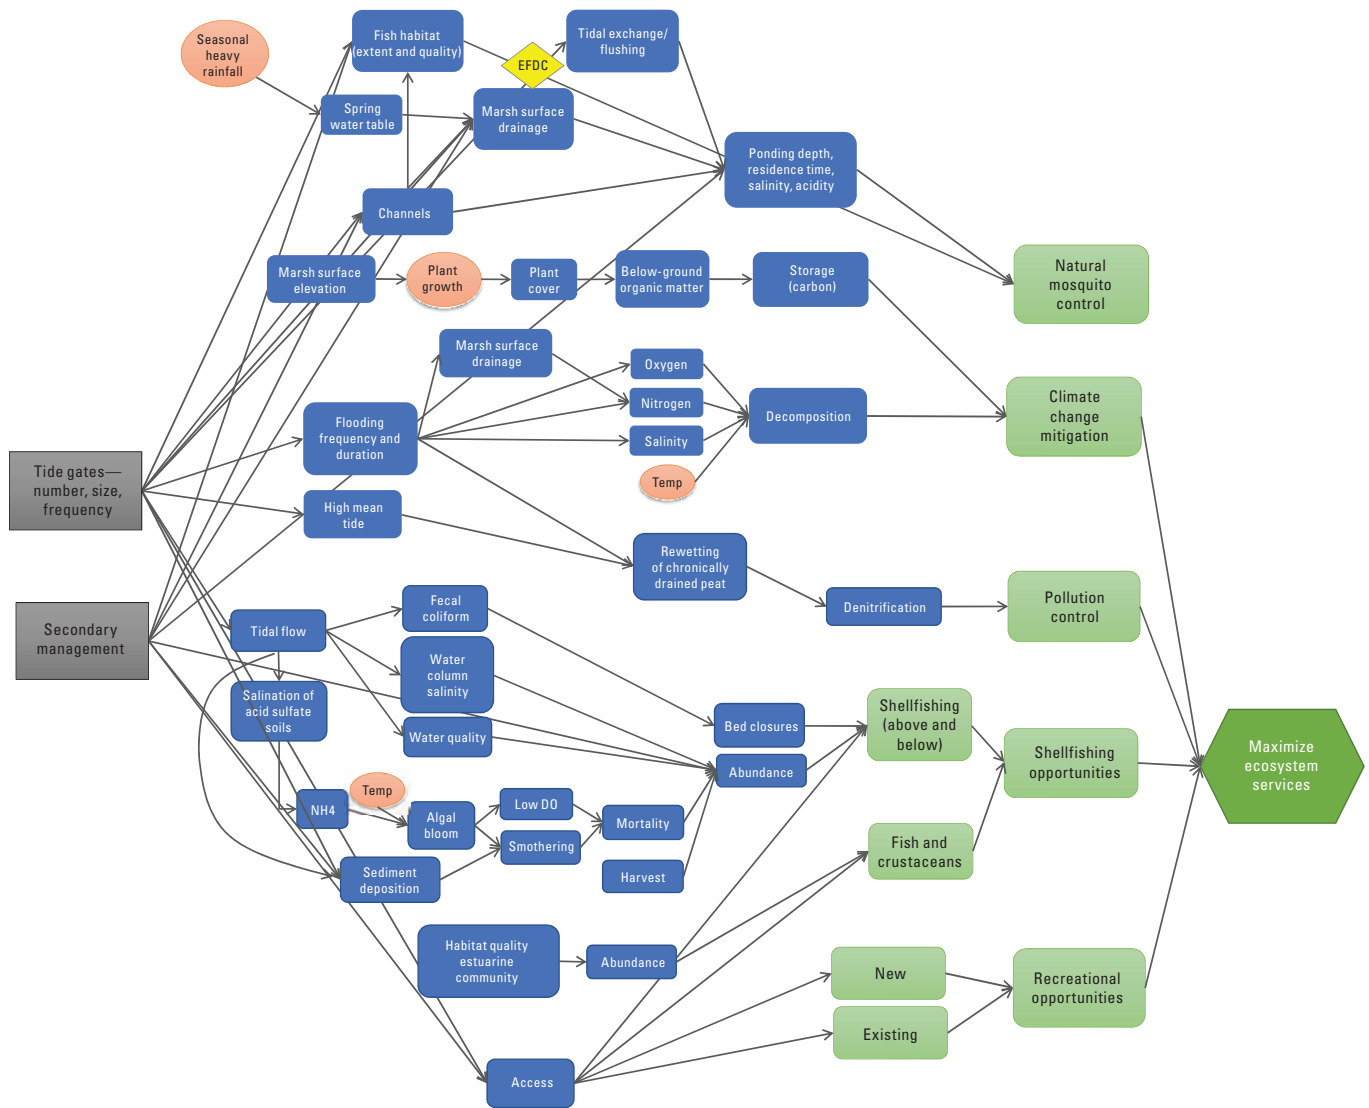 Seasonal
heavy
rainfall
Fish habitat
(extent and quality)
Tidal exchange/
flushing
EFDC
Spring
water table
Marsh surface
drainage
Ponding depth,
residence time,
salinity, acidity
Channels
Marsh surface
elevation
Plant
growth
Plant
cover
Below-ground
organic matter
Storage
(carbon)
Natural
mosquito
control
Marsh surface
drainage
Oxygen
Nitrogen
Salinity
Temp
Decomposition
Climate
change
mitigation
Flooding
frequency and
duration
Tide gates—
number, size,
frequency
High mean
tide
Rewetting
of chronically
drained peat
Denitrification
Pollution
control
Secondary
management
Tidal flow
Fecal
coliform
Water
column
salinity
Salination of
acid sulfate
soils
Water quality
Bed closures
Abundance
Shellfishing
(above and
below)
Shellfishing
opportunities
Maximize
ecosystem
services
NH4
Temp
Algal
bloom
Low DO
Smothering
Mortality
Harvest
Fish and
crustaceans
Sediment
deposition
Habitat quality
estuarine
community
Abundance
New
Existing
Recreational
opportunities
Access